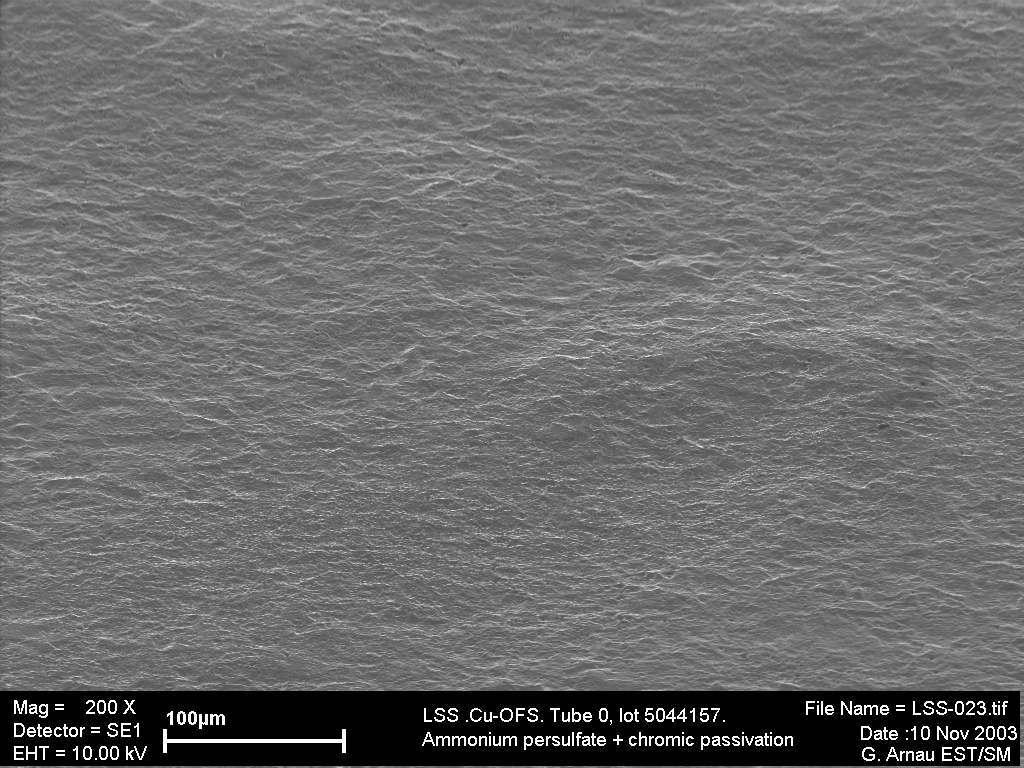 Mag = 200 X
Detector = SE1
EHT = 10.00 kV
100µm
LSS .Cu-OFS. Tube 0, lot 5044157.
Ammonium persulfate + chromic passivation
File Name = LSS-023.tif
Date :10 Nov 2003
G. Arnau EST/SM